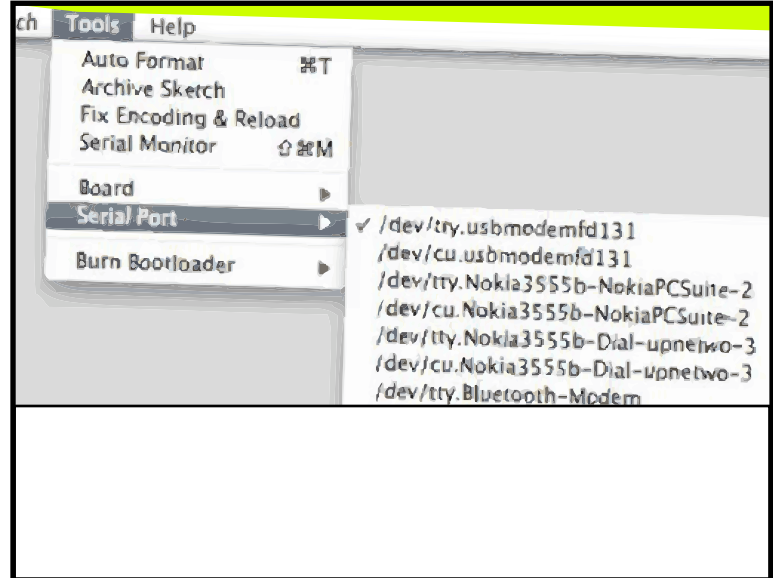 ch Tools Help
Auto Format ⌘T
Archive Sketch
Fix Encoding & Reload
Serial Monitor ⇧⌘M
Board
Serial Port
Burn Bootloader
✓ /dev/tty.usbmodemfd131
/dev/cu.usbmodemfd131
/dev/tty.Nokia3555b-NokiaPCSuite-2
/dev/cu.Nokia3555b-NokiaPCSuite-2
/dev/tty.Nokia3555b-Dial-upnetwo-3
/dev/cu.Nokia3555b-Dial-upnetwo-3
/dev/tty.Bluetooth-Modem